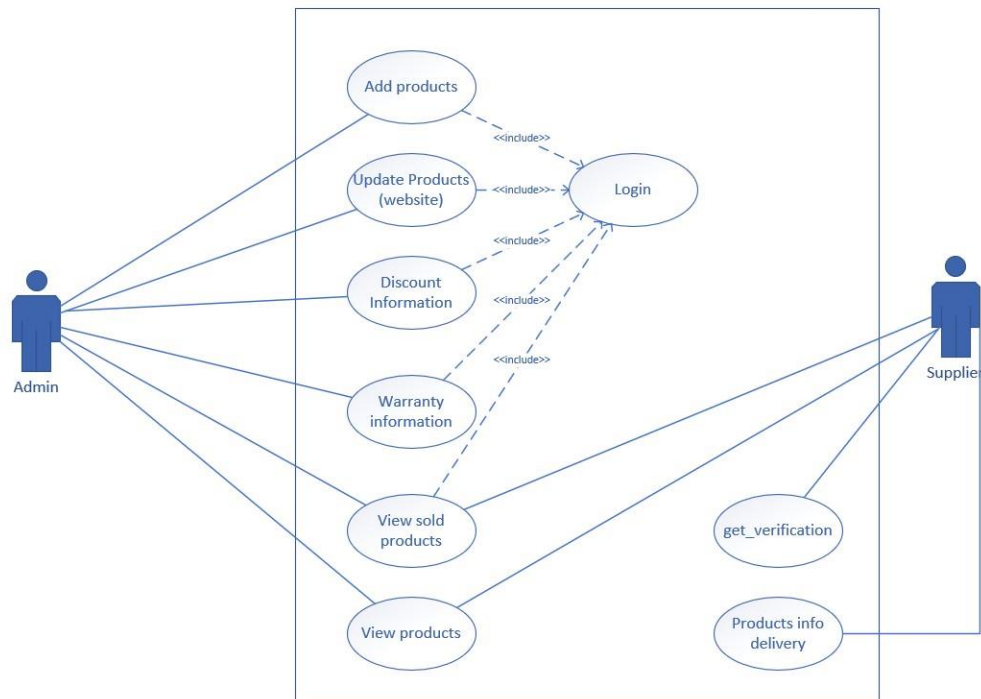 Add products
<<include>>
Update Products
(website)
<<include>>
Login
<<include>>
Discount
Information
<<include>>
Admin
Supplie
<<include>>
Warranty
information
View sold
products
get_verification
View products
Products info
delivery